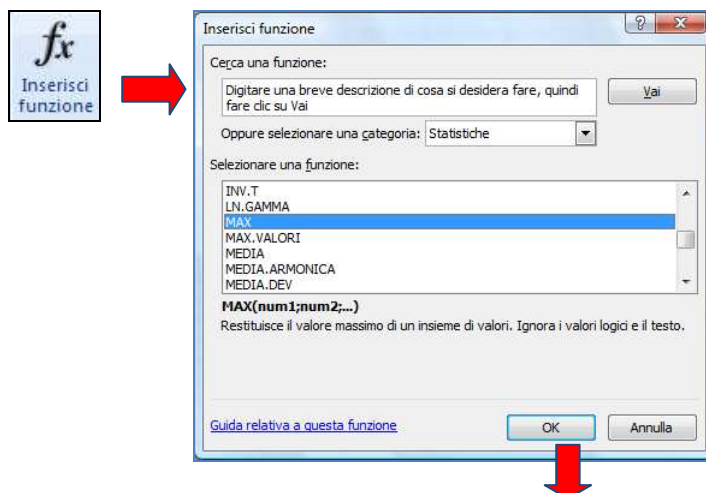 fx
Inserisci
funzione
Inserisci funzione
Cerca una funzione:
Digitare una breve descrizione di cosa si desidera fare, quindi
fare clic su Vai
Vai
Oppure selezionare una categoria: Statistiche
Selezionare una funzione:
INV.T
LN.GAMMA
MAX
MAX.VALORI
MEDIA
MEDIA.ARMONICA
MEDIA.DEV
MAX(num1;num2;...)
Restituisce il valore massimo di un insieme di valori. Ignora i valori logici e il testo.
Guida relativa a questa funzione
OK
Annulla